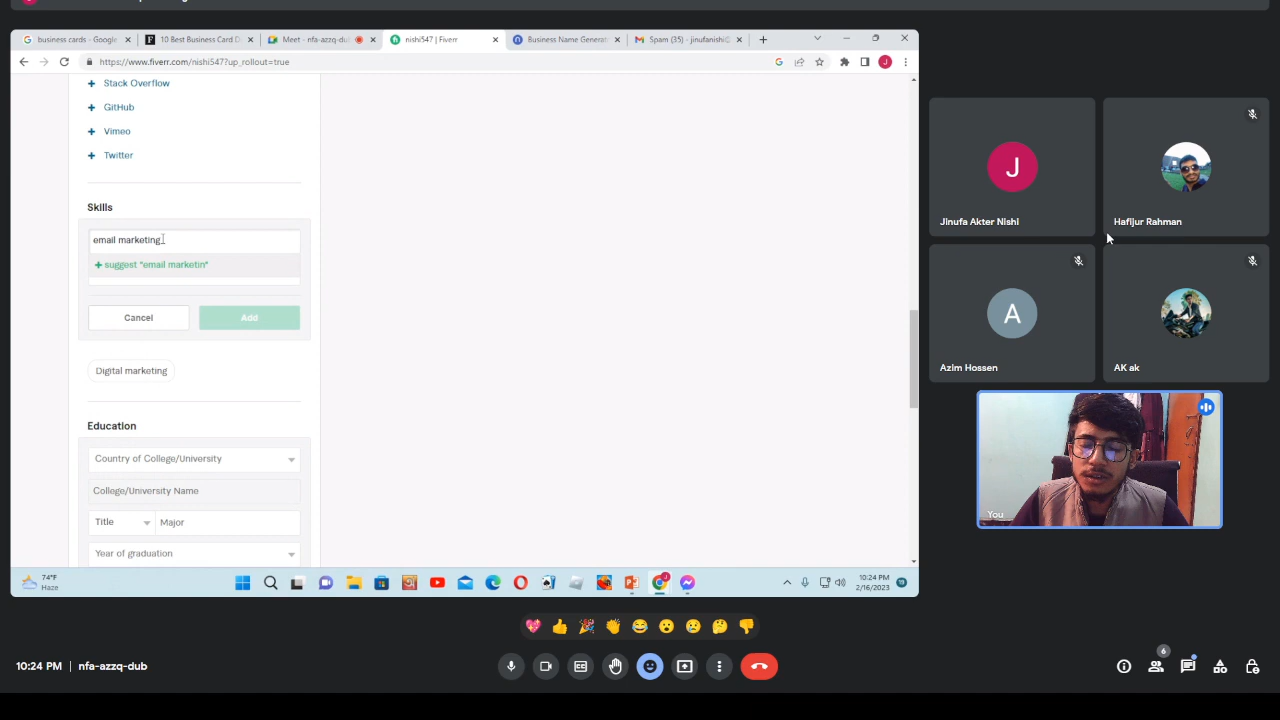 business cards - Google
10 Best Business Card D
Meet - nfa-azzq-dub
nishi547 | Fiverr
Business Name Generat
Spam (35) - jinufanishi@
https://www.fiverr.com/nishi547?up_rollout=true
J
Stack Overflow
GitHub
Vimeo
Twitter
Skills
email marketing
+ suggest "email marketin"
Cancel
Add
Digital marketing
Education
Country of College/University
College/University Name
Title
Major
Year of graduation
74°F
Haze
10:24 PM
2/16/2023
J
Jinufa Akter Nishi
Hafijur Rahman
A
Azim Hossen
AK ak
You
10:24 PM | nfa-azzq-dub
6